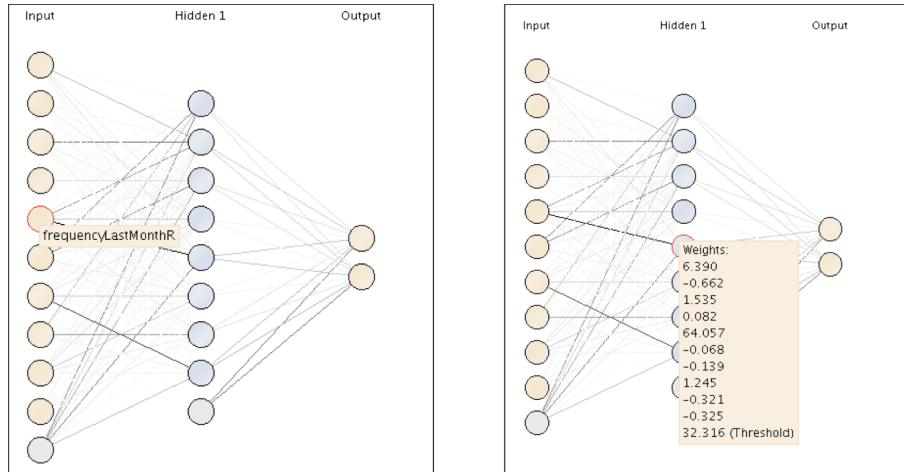 Input Hidden 1 Output
frequencyLastMonthR
Input Hidden 1 Output
Weights:
6.390
−0.662
1.535
0.082
64.057
−0.068
−0.139
1.245
−0.321
−0.325
32.316 (Threshold)